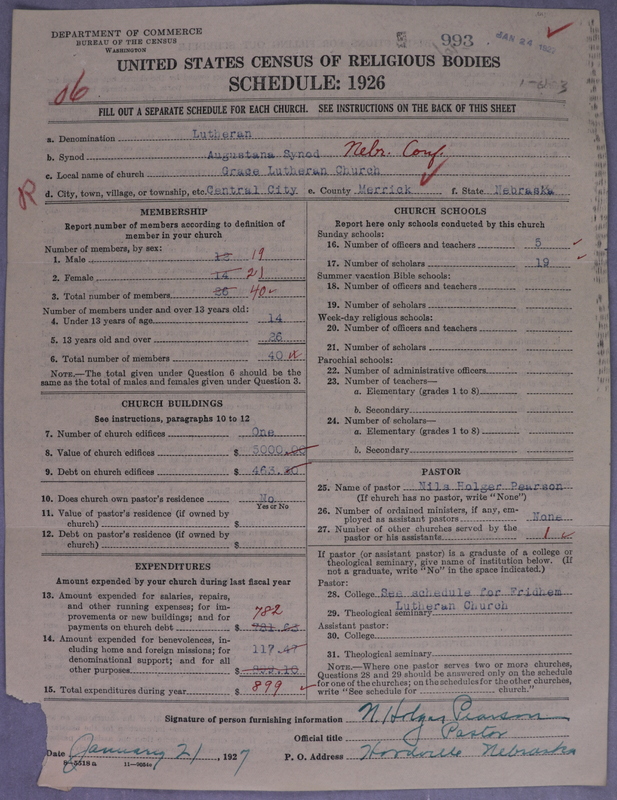 DEPARTMENT OF COMMERCE
BUREAU OF THE CENSUS
WASHINGTON
993
JAN 24 1927
UNITED STATES CENSUS OF RELIGIOUS BODIES
SCHEDULE: 1926
FILL OUT A SEPARATE SCHEDULE FOR EACH CHURCH. SEE INSTRUCTIONS ON THE BACK OF THIS SHEET
a. Denomination Lutheran
b. Synod Augustana Synod Nebr. Conf.
c. Local name of church Grace Lutheran Church
d. City, town, village, or township, etc. Central City e. County Merrick f. State Nebraska
MEMBERSHIP
Report number of members according to definition of
member in your church
Number of members, by sex:
1. Male 19
2. Female 14 21
3. Total number of members 26 40
Number of members under and over 13 years old:
4. Under 13 years of age 14
5. 13 years old and over 26
6. Total number of members 40
NOTE.—The total given under Question 6 should be
same as the total of males and females given under Question 3.
CHURCH BUILDINGS
See instructions, paragraphs 10 to 12
7. Number of church edifices One
8. Value of church edifices $ 3000.00
9. Debt on church edifices $ 463.20
10. Does church own pastor's residence No
Yes or No
11. Value of pastor's residence (if owned by
church) $
12. Debt on pastor's residence (if owned by
church) $
EXPENDITURES
Amount expended by your church during last fiscal year
13. Amount expended for salaries, repairs,
and other running expenses; for im-
provements or new buildings; and for
payments on church debt $ 782
14. Amount expended for benevolences, in-
cluding home and foreign missions; for
denominational support; and for all
other purposes $ 117.47
15. Total expenditures during year $ 899
CHURCH SCHOOLS
Report here only schools conducted by this church
Sunday schools:
16. Number of officers and teachers 5
17. Number of scholars 19
Summer vacation Bible schools:
18. Number of officers and teachers
19. Number of scholars
Week-day religious schools:
20. Number of officers and teachers
21. Number of scholars
Parochial schools:
22. Number of administrative officers
23. Number of teachers—
a. Elementary (grades 1 to 8)
b. Secondary
24. Number of scholars—
a. Elementary (grades 1 to 8)
b. Secondary
PASTOR
25. Name of pastor Nils Holger Pearson
(If church has no pastor, write "None")
26. Number of ordained ministers, if any, em-
ployed as assistant pastors None
27. Number of other churches served by the
pastor or his assistants 1
If pastor (or assistant pastor) is a graduate of a college or
theological seminary, give name of institution below. (If
not a graduate, write "No" in the space indicated.)
Pastor:
28. College See schedule for Fridhem
29. Theological seminary Lutheran Church
Assistant pastor:
30. College
31. Theological seminary
NOTE.—Where one pastor serves two or more churches,
Questions 28 and 29 should be answered only on the schedule
for one of the churches; on the schedules for the other churches,
write "See schedule for church."
Signature of person furnishing information N. Holger Pearson
Official title Pastor
Date January 21, 1927 P. O. Address Hordville Nebraska
8-5518a 11-9054e